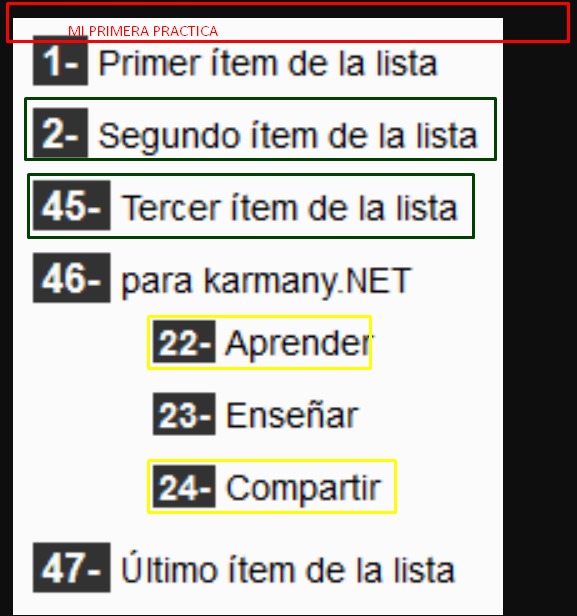 MI PRIMERA PRACTICA
1- Primer ítem de la lista
2- Segundo ítem de la lista
45- Tercer ítem de la lista
46- para karmany.NET
22- Aprender
23- Enseñar
24- Compartir
47- Último ítem de la lista